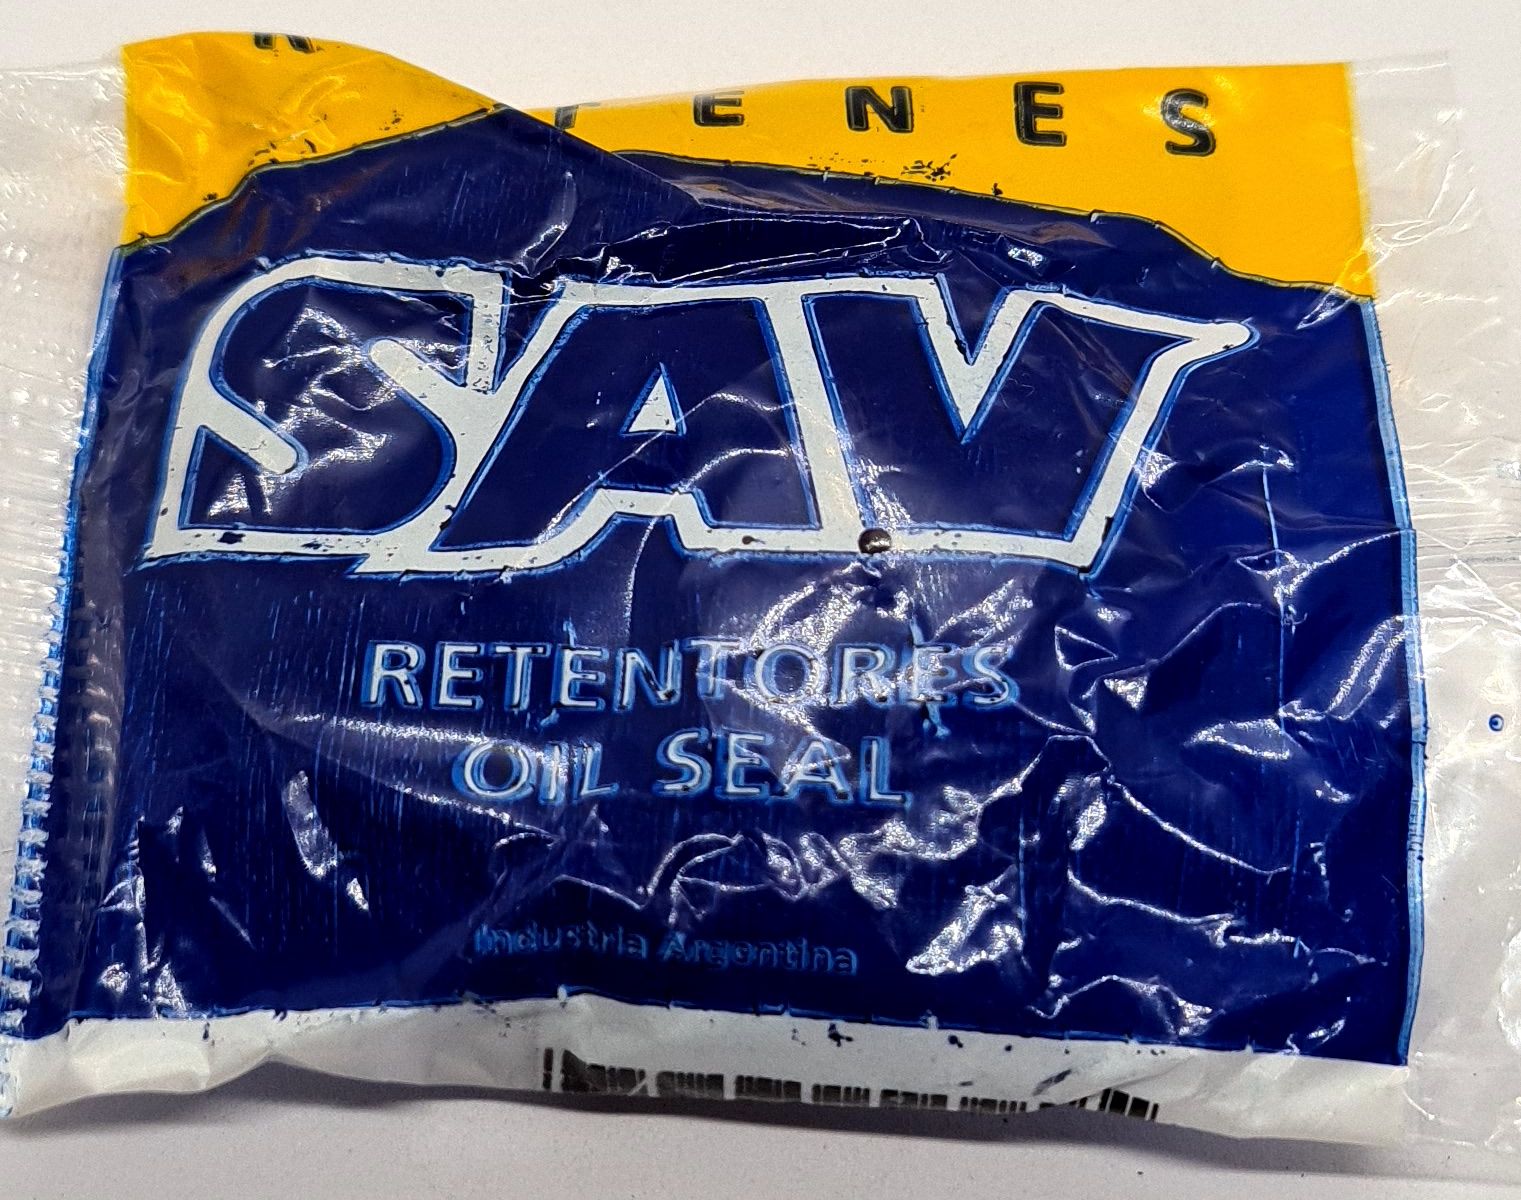 TENES
SAV
RETENTORES
OIL SEAL
Industria Argentina